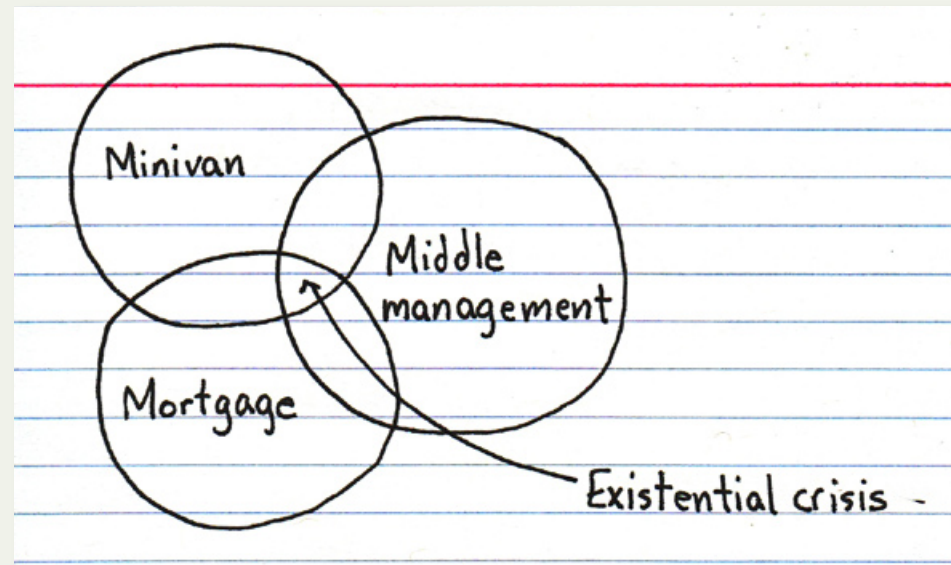 Minivan
Middle
management
Mortgage
Existential crisis